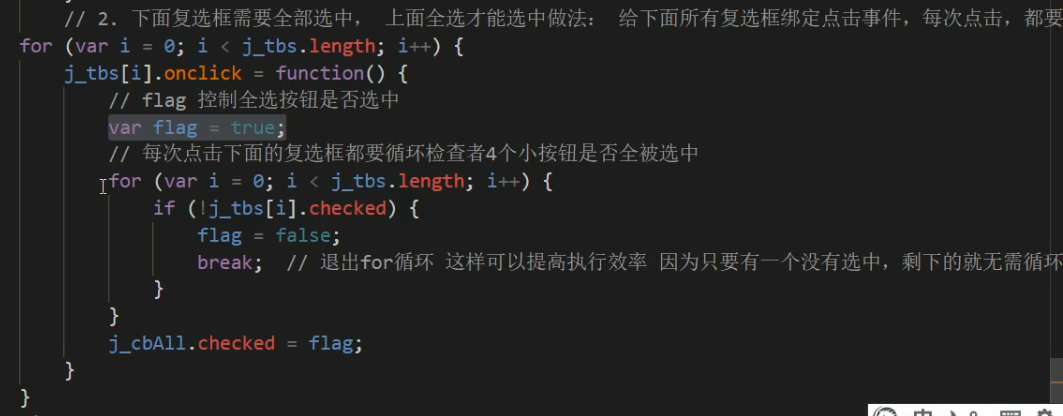 // 2. 下面复选框需要全部选中, 上面全选才能选中做法: 给下面所有复选框绑定点击事件,每次点击,都要
for (var i = 0; i < j_tbs.length; i++) {
j_tbs[i].onclick = function() {
// flag 控制全选按钮是否选中
var flag = true;
// 每次点击下面的复选框都要循环检查者4个小按钮是否全被选中
for (var i = 0; i < j_tbs.length; i++) {
if (!j_tbs[i].checked) {
flag = false;
break; // 退出for循环 这样可以提高执行效率 因为只要有一个没有选中,剩下的就无需循环
}
}
j_cbAll.checked = flag;
}
}